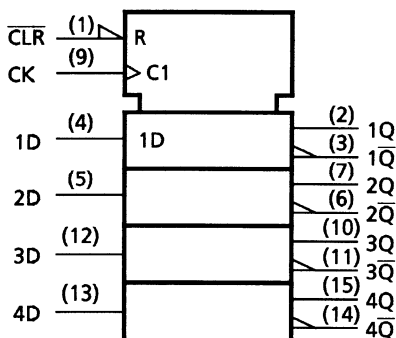 C̅L̅R̅ (1) R
CK (9) C1
1D (4) 1D (2) 1Q
(3) 1Q̅
2D (5) (7) 2Q
(6) 2Q̅
3D (12) (10) 3Q
(11) 3Q̅
4D (13) (15) 4Q
(14) 4Q̅